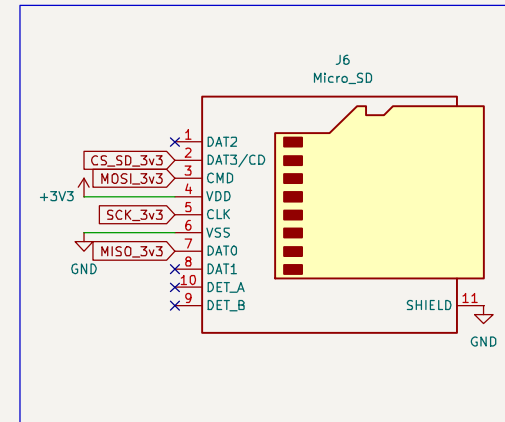 J6
Micro_SD
1 DAT2
CS_SD_3v3 2 DAT3/CD
MOSI_3v3 3 CMD
+3V3 4 VDD
SCK_3v3 5 CLK
6 VSS
MISO_3v3 7 DAT0
GND 8 DAT1
10 DET_A
9 DET_B
SHIELD 11
GND